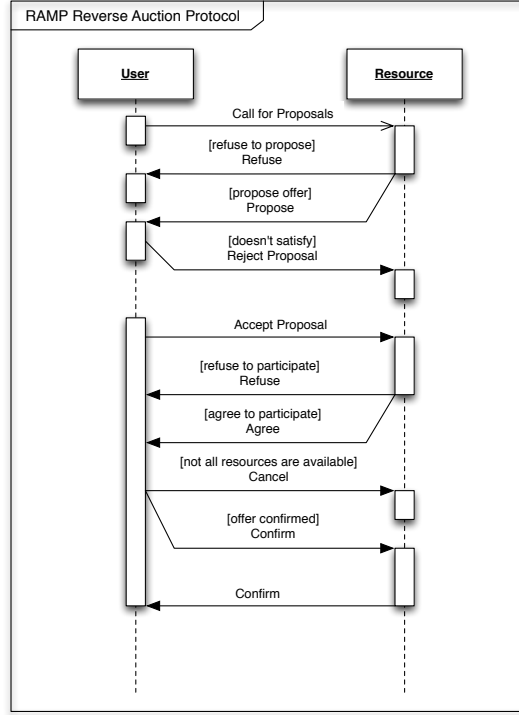 RAMP Reverse Auction Protocol
User
Resource
Call for Proposals
[refuse to propose]
Refuse
[propose offer]
Propose
[doesn't satisfy]
Reject Proposal
Accept Proposal
[refuse to participate]
Refuse
[agree to participate]
Agree
[not all resources are available]
Cancel
[offer confirmed]
Confirm
Confirm